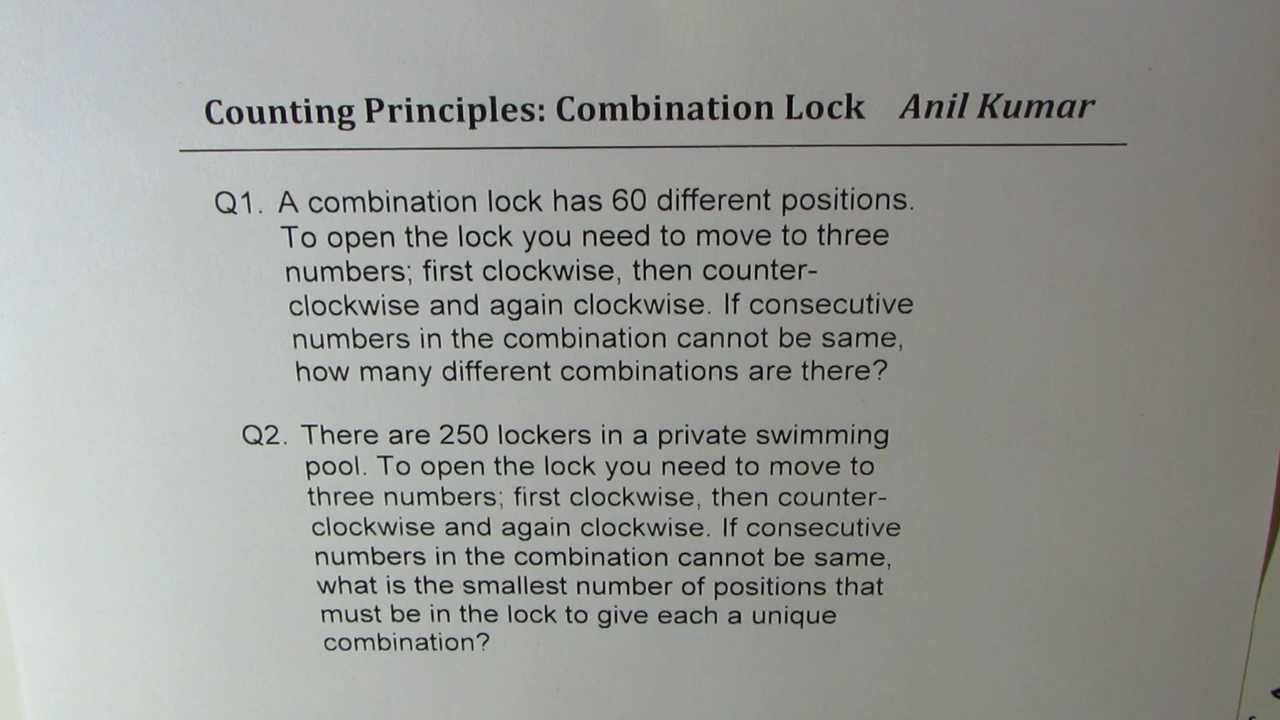 Counting Principles: Combination Lock Anil Kumar
Q1. A combination lock has 60 different positions.
To open the lock you need to move to three
numbers; first clockwise, then counter-
clockwise and again clockwise. If consecutive
numbers in the combination cannot be same,
how many different combinations are there?
Q2. There are 250 lockers in a private swimming
pool. To open the lock you need to move to
three numbers; first clockwise, then counter-
clockwise and again clockwise. If consecutive
numbers in the combination cannot be same,
what is the smallest number of positions that
must be in the lock to give each a unique
combination?